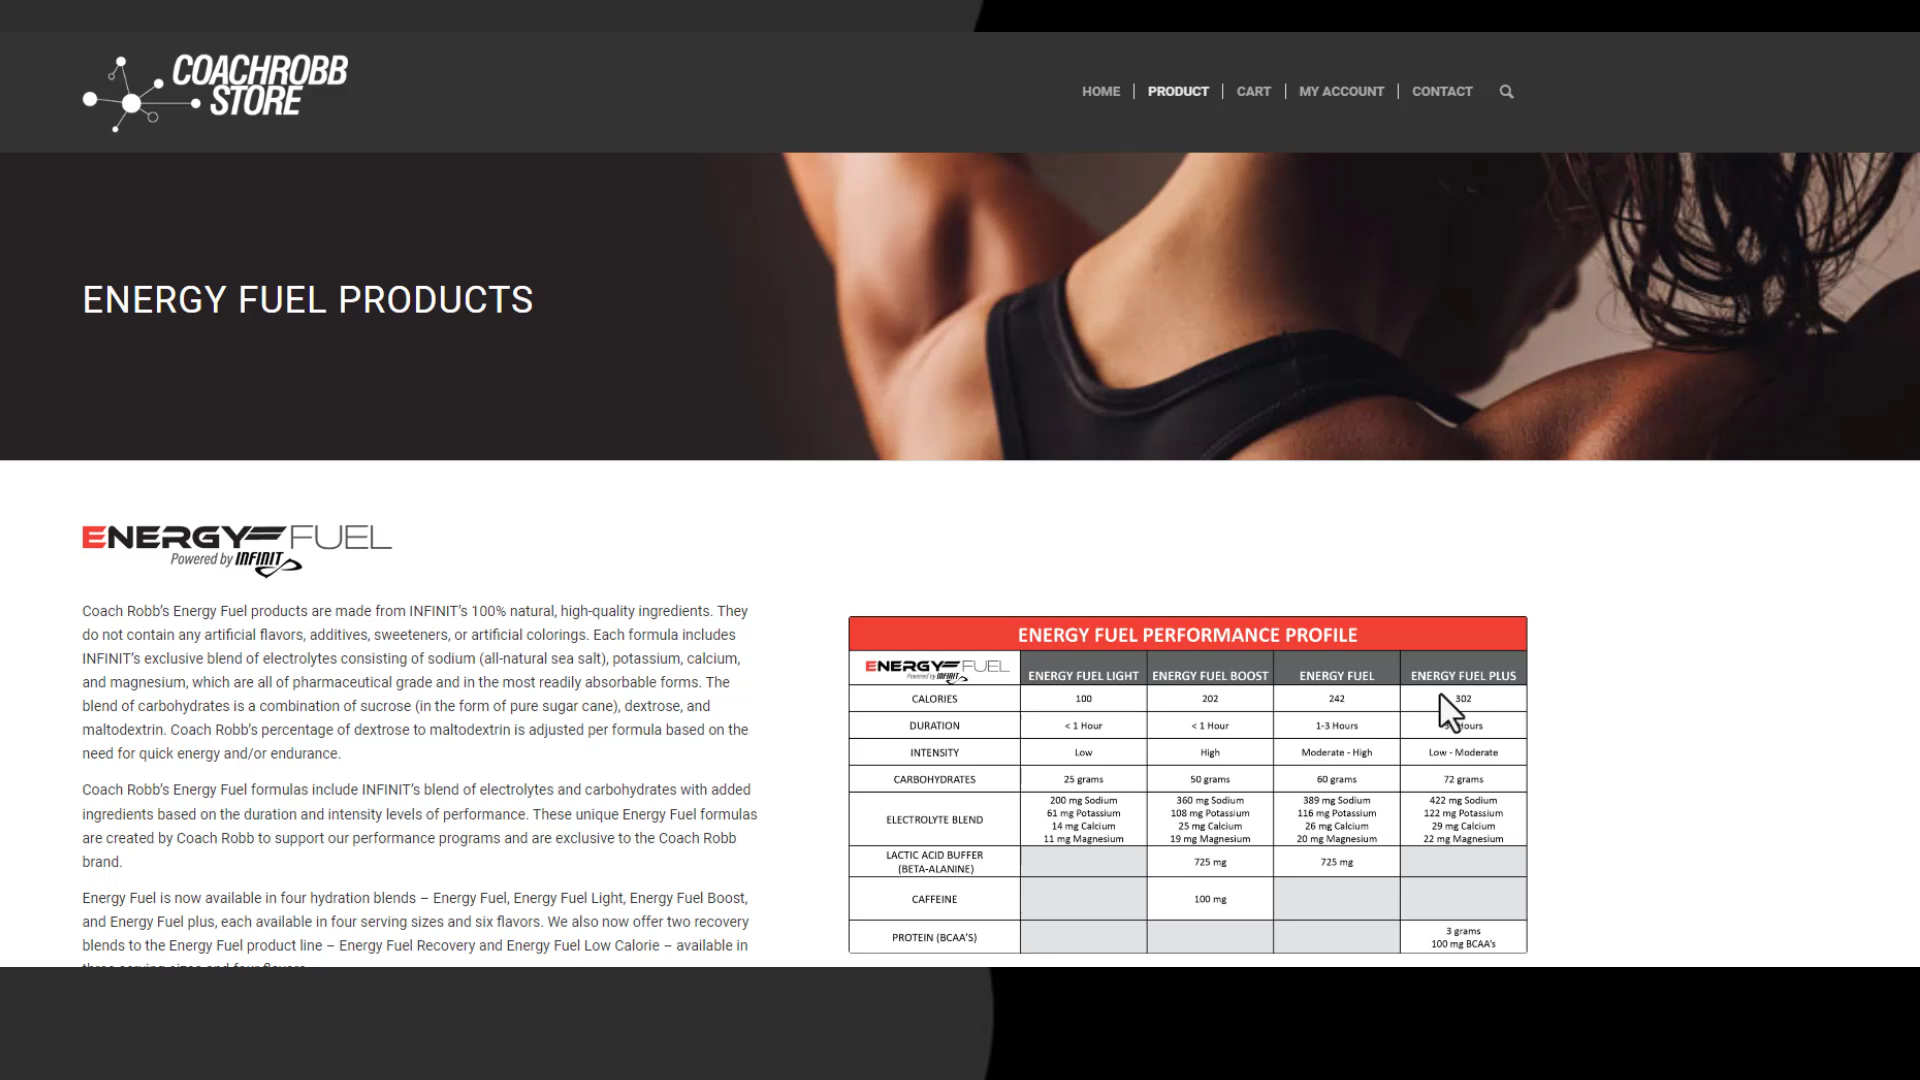 COACHROBB
STORE
HOME
PRODUCT
CART
MY ACCOUNT
CONTACT
ENERGY FUEL PRODUCTS
ENERGY FUEL
Powered by INFINIT
Coach Robb's Energy Fuel products are made from INFINIT's 100% natural, high-quality ingredients. They
do not contain any artificial flavors, additives, sweeteners, or artificial colorings. Each formula includes
INFINIT's exclusive blend of electrolytes consisting of sodium (all-natural sea salt), potassium, calcium,
and magnesium, which are all of pharmaceutical grade and in the most readily absorbable forms. The
blend of carbohydrates is a combination of sucrose (in the form of pure sugar cane), dextrose, and
maltodextrin. Coach Robb's percentage of dextrose to maltodextrin is adjusted per formula based on the
need for quick energy and/or endurance.
Coach Robb's Energy Fuel formulas include INFINIT's blend of electrolytes and carbohydrates with added
ingredients based on the duration and intensity levels of performance. These unique Energy Fuel formulas
are created by Coach Robb to support our performance programs and are exclusive to the Coach Robb
brand.
Energy Fuel is now available in four hydration blends – Energy Fuel, Energy Fuel Light, Energy Fuel Boost,
and Energy Fuel plus, each available in four serving sizes and six flavors. We also now offer two recovery
blends to the Energy Fuel product line – Energy Fuel Recovery and Energy Fuel Low Calorie – available in
three serving sizes and four flavors.
ENERGY FUEL PERFORMANCE PROFILE
ENERGY FUEL Powered by INFINIT ENERGY FUEL LIGHT ENERGY FUEL BOOST ENERGY FUEL ENERGY FUEL PLUS
CALORIES 100 202 242 302
DURATION < 1 Hour < 1 Hour 1-3 Hours Hours
INTENSITY Low High Moderate - High Low - Moderate
CARBOHYDRATES 25 grams 50 grams 60 grams 72 grams
ELECTROLYTE BLEND
200 mg Sodium 360 mg Sodium 389 mg Sodium 422 mg Sodium
61 mg Potassium 108 mg Potassium 116 mg Potassium 122 mg Potassium
14 mg Calcium 25 mg Calcium 26 mg Calcium 29 mg Calcium
11 mg Magnesium 19 mg Magnesium 20 mg Magnesium 22 mg Magnesium
LACTIC ACID BUFFER
(BETA-ALANINE) 725 mg 725 mg
CAFFEINE 100 mg
PROTEIN (BCAA'S) 3 grams
100 mg BCAA's